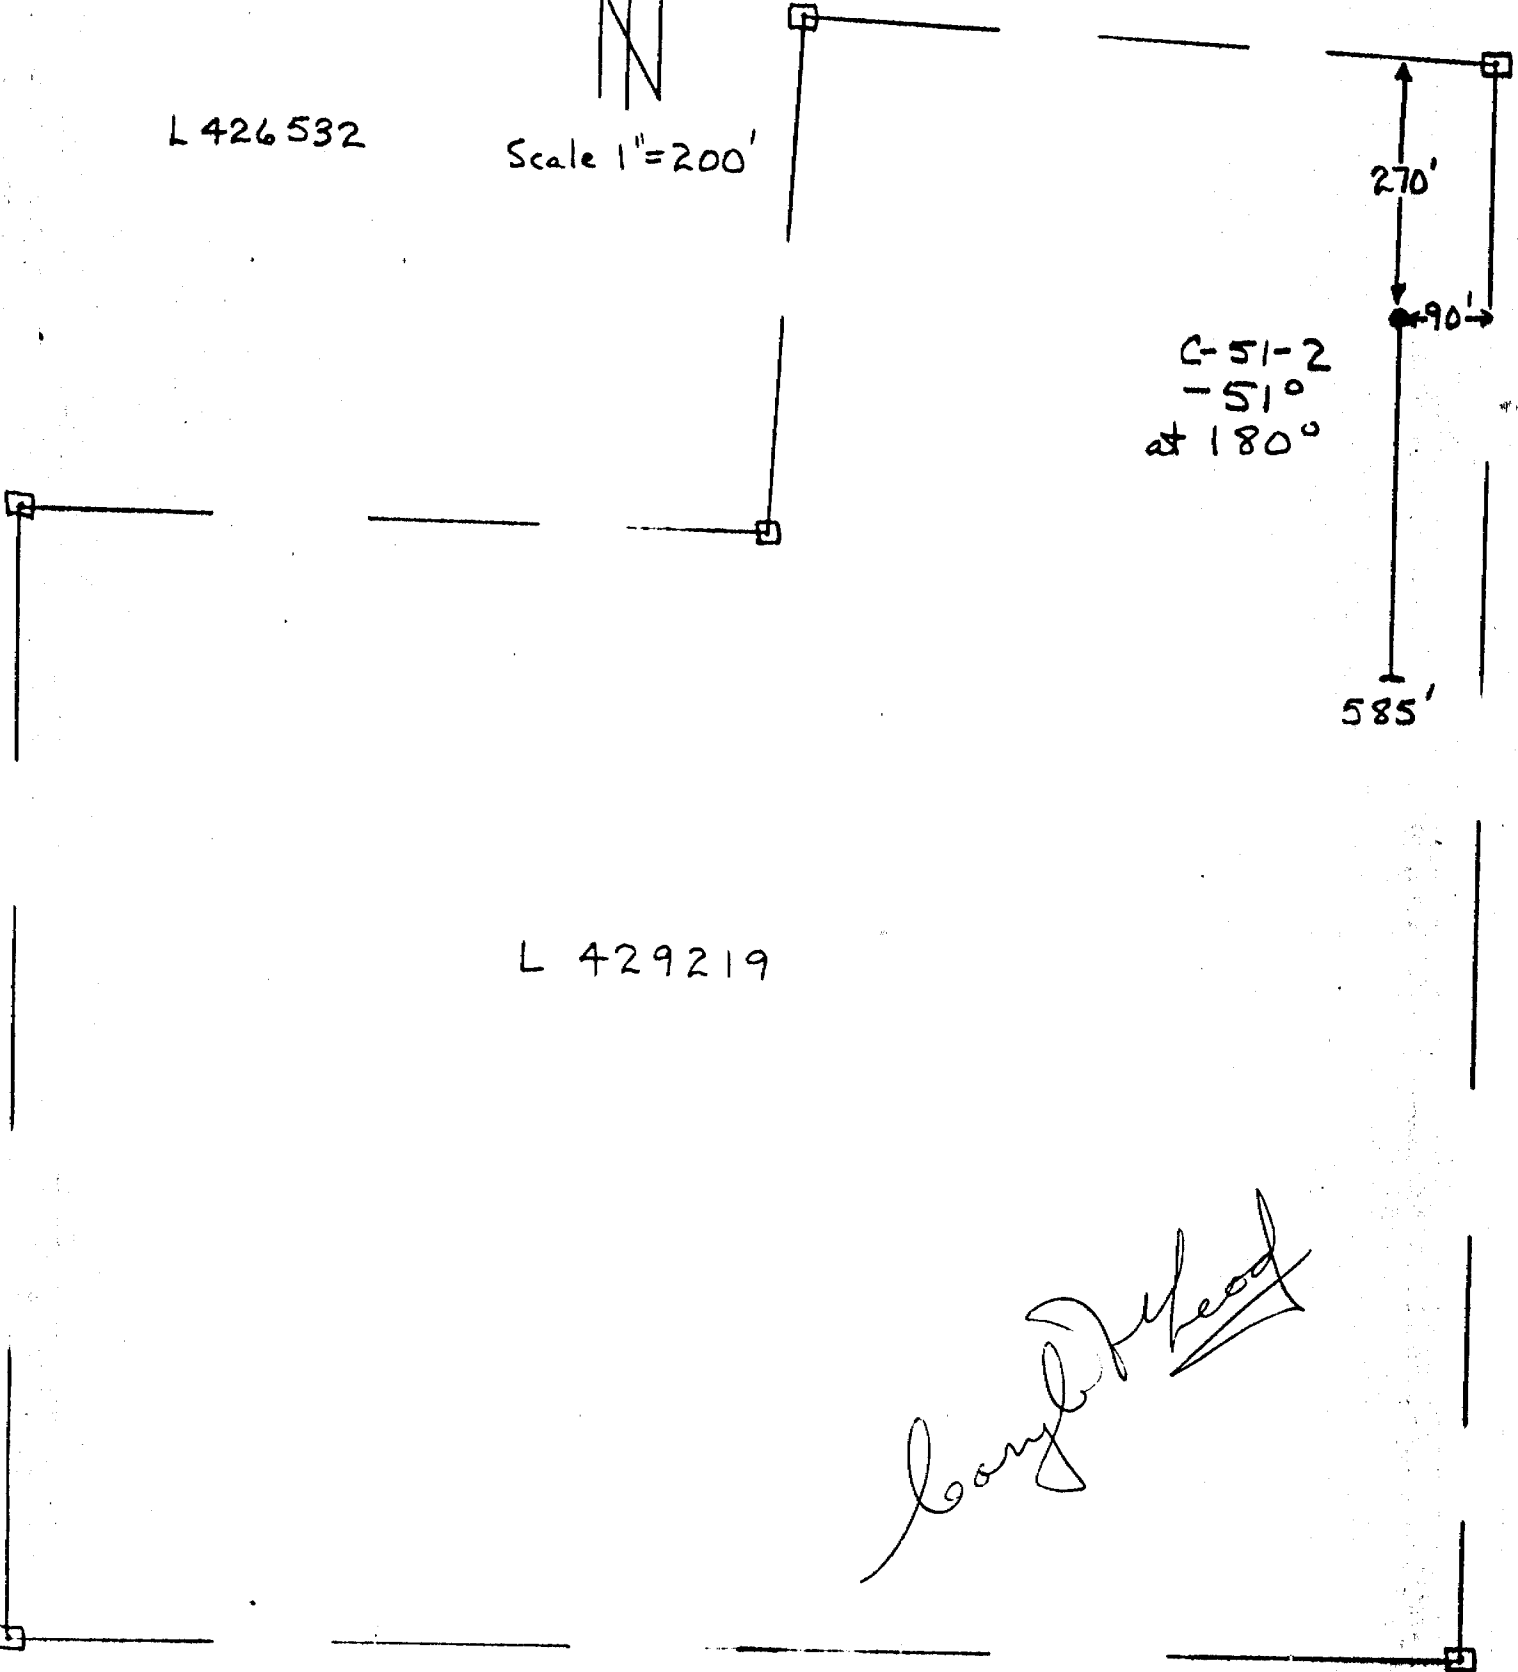 N
L 426532
Scale 1"=200'
270'
90'
C-51-2
-51°
at 180°
585'
L 429219